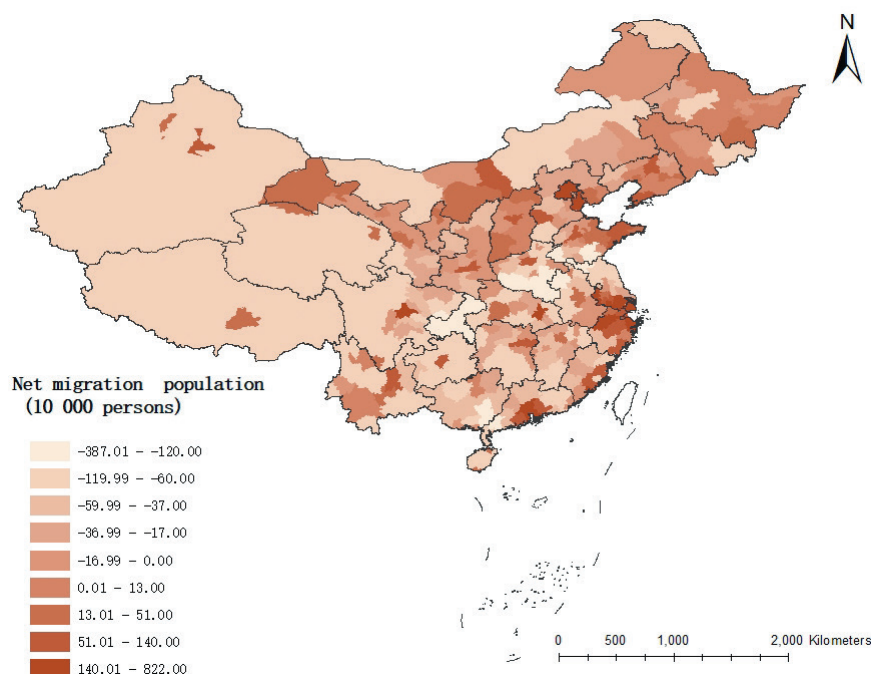 N
Net migration population
(10 000 persons)
-387.01 - -120.00
-119.99 - -60.00
-59.99 - -37.00
-36.99 - -17.00
-16.99 - 0.00
0.01 - 13.00
13.01 - 51.00
51.01 - 140.00
140.01 - 822.00
0 500 1,000 2,000 Kilometers